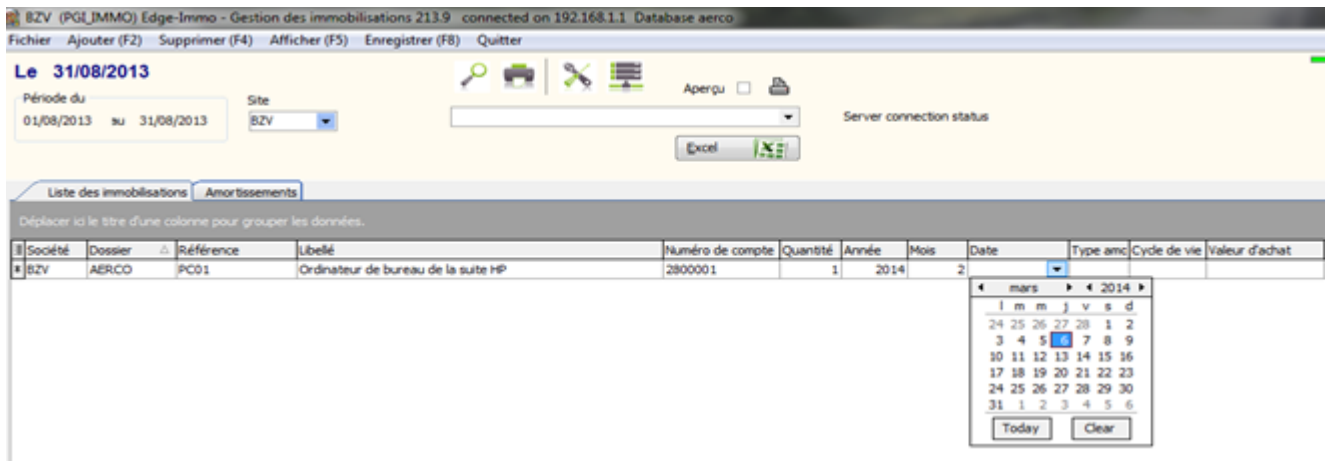 BZV (PGI_IMMO) Edge-Immo - Gestion des immobilisations 213.9 connected on 192.168.1.1 Database aerco
Fichier Ajouter (F2) Supprimer (F4) Afficher (F5) Enregistrer (F8) Quitter
Le 31/08/2013
Aperçu
Période du Site
01/08/2013 au 31/08/2013 BZV Server connection status
Excel
Liste des immobilisations Amortissements
Déplacer ici le titre d'une colonne pour grouper les données.
Société Dossier Référence Libellé Numéro de compte Quantité Année Mois Date Type amc Cycle de vie Valeur d'achat
BZV AERCO PC01 Ordinateur de bureau de la suite HP 2800001 1 2014 2
mars 2014
l m m j v s d
24 25 26 27 28 1 2
3 4 5 6 7 8 9
10 11 12 13 14 15 16
17 18 19 20 21 22 23
24 25 26 27 28 29 30
31 1 2 3 4 5 6
Today Clear